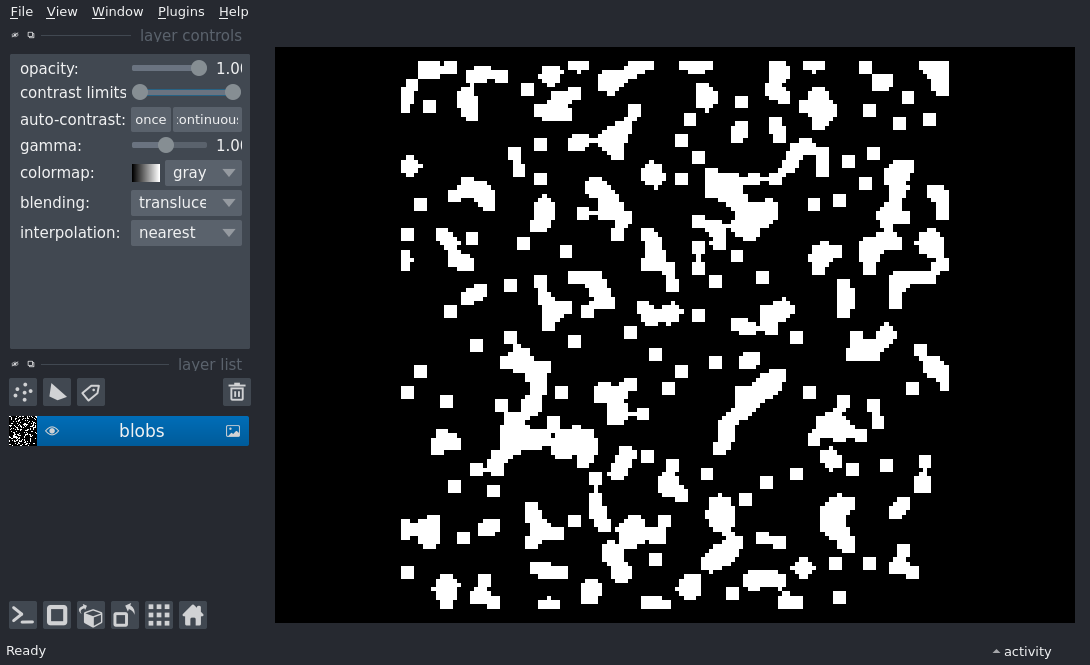 File View Window Plugins Help
layer controls
opacity: 1.0
contrast limits
auto-contrast: once continuous
gamma: 1.0
colormap: gray
blending: transluce
interpolation: nearest
layer list
blobs
Ready
activity